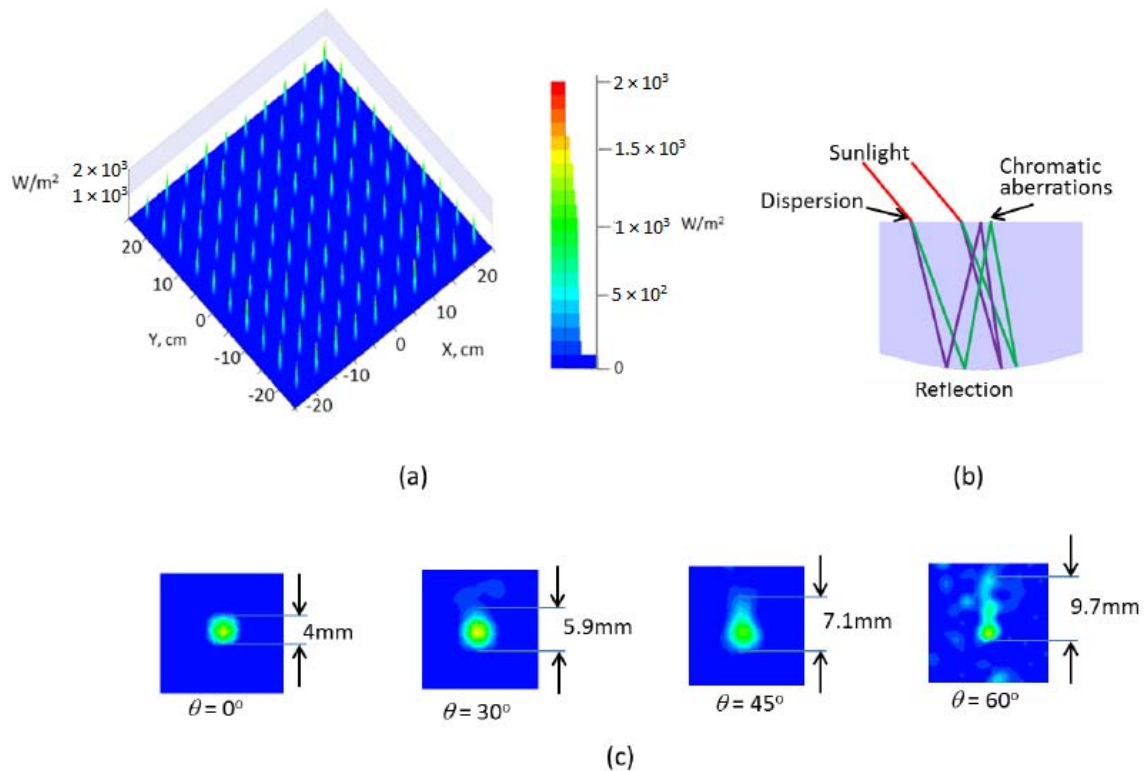 2 × 10³
1 × 10³
W/m²
20
10
0
-10
-20
Y, cm
20
10
0
-10
-20
X, cm
2 × 10³
1.5 × 10³
1 × 10³
5 × 10²
0
W/m²
(a)
Sunlight
Dispersion
Chromatic
aberrations
Reflection
(b)
4mm
θ = 0°
5.9mm
θ = 30°
7.1mm
θ = 45°
9.7mm
θ = 60°
(c)